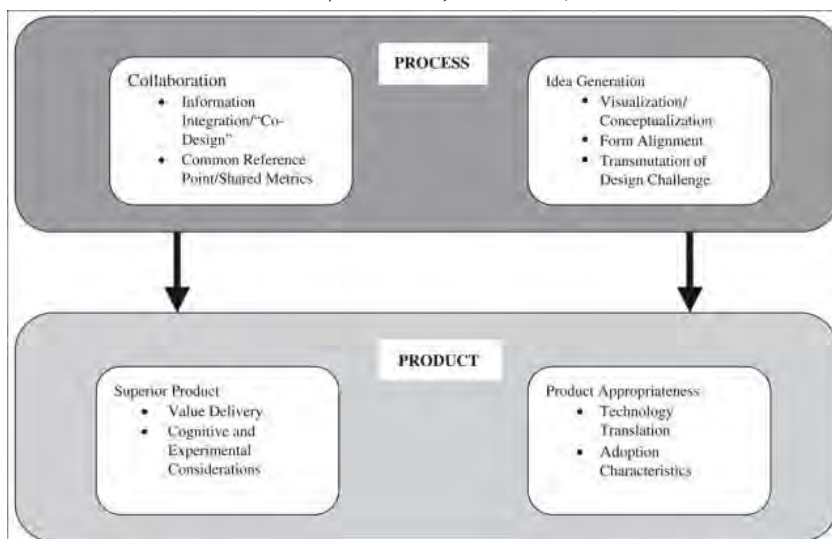 PROCESS
Collaboration
◆ Information
Integration/“Co-
Design”
◆ Common Reference
Point/Shared Metrics
Idea Generation
• Visualization/
Conceptualization
• Form Alignment
• Transmutation of
Design Challenge
PRODUCT
Superior Product
• Value Delivery
• Cognitive and
Experimental
Considerations
Product Appropriateness
• Technology
Translation
• Adoption
Characteristics